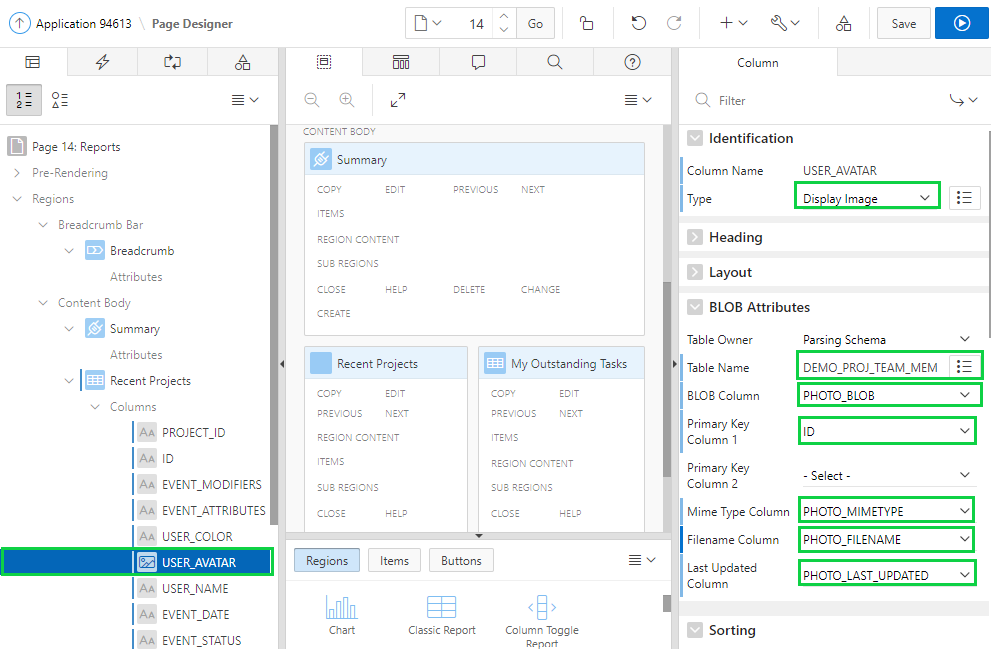 Application 94613 \ Page Designer
14
Go
Save
Page 14: Reports
Pre-Rendering
Regions
Breadcrumb Bar
Breadcrumb
Attributes
Content Body
Summary
Attributes
Recent Projects
Columns
PROJECT_ID
ID
EVENT_MODIFIERS
EVENT_ATTRIBUTES
USER_COLOR
USER_AVATAR
USER_NAME
EVENT_DATE
EVENT_STATUS
CONTENT BODY
Summary
COPY EDIT PREVIOUS NEXT
ITEMS
REGION CONTENT
SUB REGIONS
CLOSE HELP DELETE CHANGE
CREATE
Recent Projects
COPY EDIT
PREVIOUS NEXT
REGION CONTENT
ITEMS
SUB REGIONS
CLOSE HELP
My Outstanding Tasks
COPY EDIT
PREVIOUS NEXT
ITEMS
REGION CONTENT
SUB REGIONS
CLOSE HELP
Regions Items Buttons
Chart
Classic Report
Column Toggle
Report
Column
Filter
Identification
Column Name USER_AVATAR
Type Display Image
Heading
Layout
BLOB Attributes
Table Owner Parsing Schema
Table Name DEMO_PROJ_TEAM_MEM
BLOB Column PHOTO_BLOB
Primary Key
Column 1 ID
Primary Key
Column 2 - Select -
Mime Type Column PHOTO_MIMETYPE
Filename Column PHOTO_FILENAME
Last Updated
Column PHOTO_LAST_UPDATED
Sorting